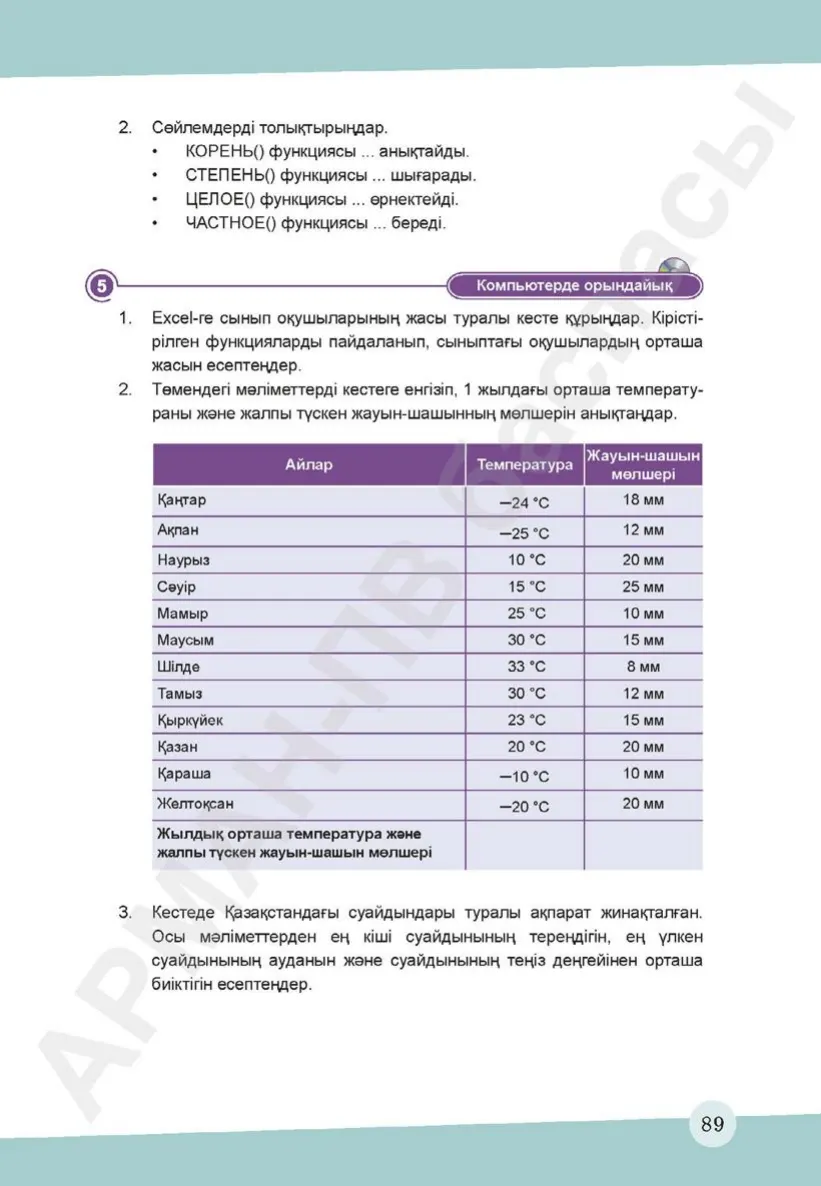 2. Сөйлемдерді толықтырыңдар.
• КОРЕНЬ() функциясы ... анықтайды.
• СТЕПЕНЬ() функциясы ... шығарады.
• ЦЕЛОЕ() функциясы ... өрнектейді.
• ЧАСТНОЕ() функциясы ... береді.
5 Компьютерде орындайық
1. Excel-ге сынып оқушыларының жасы туралы кесте құрыңдар. Кірісті-
рілген функцияларды пайдаланып, сыныптағы оқушылардың орташа
жасын есептеңдер.
2. Төмендегі мәліметтерді кестеге енгізіп, 1 жылдағы орташа температу-
раны және жалпы түскен жауын-шашынның мөлшерін анықтаңдар.
Айлар Температура Жауын-шашын мөлшері
Қаңтар –24 °С 18 мм
Ақпан –25 °С 12 мм
Наурыз 10 °С 20 мм
Сәуір 15 °С 25 мм
Мамыр 25 °С 10 мм
Маусым 30 °С 15 мм
Шілде 33 °С 8 мм
Тамыз 30 °С 12 мм
Қыркүйек 23 °С 15 мм
Қазан 20 °С 20 мм
Қараша –10 °С 10 мм
Желтоқсан –20 °С 20 мм
Жылдық орташа температура және
жалпы түскен жауын-шашын мөлшері
3. Кестеде Қазақстандағы суайдындары туралы ақпарат жинақталған.
Осы мәліметтерден ең кіші суайдынының тереңдігін, ең үлкен
суайдынының ауданын және суайдынының теңіз деңгейінен орташа
биіктігін есептеңдер.
89
АРМАН-ПВ баспасы